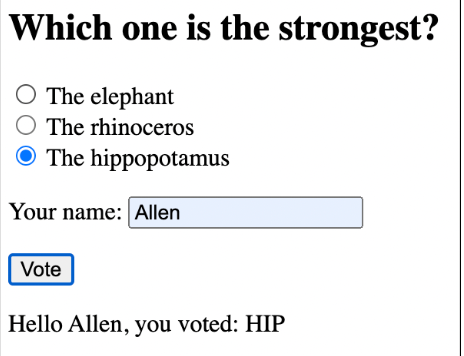 Which one is the strongest?
The elephant
The rhinoceros
The hippopotamus
Your name: Allen
Vote
Hello Allen, you voted: HIP